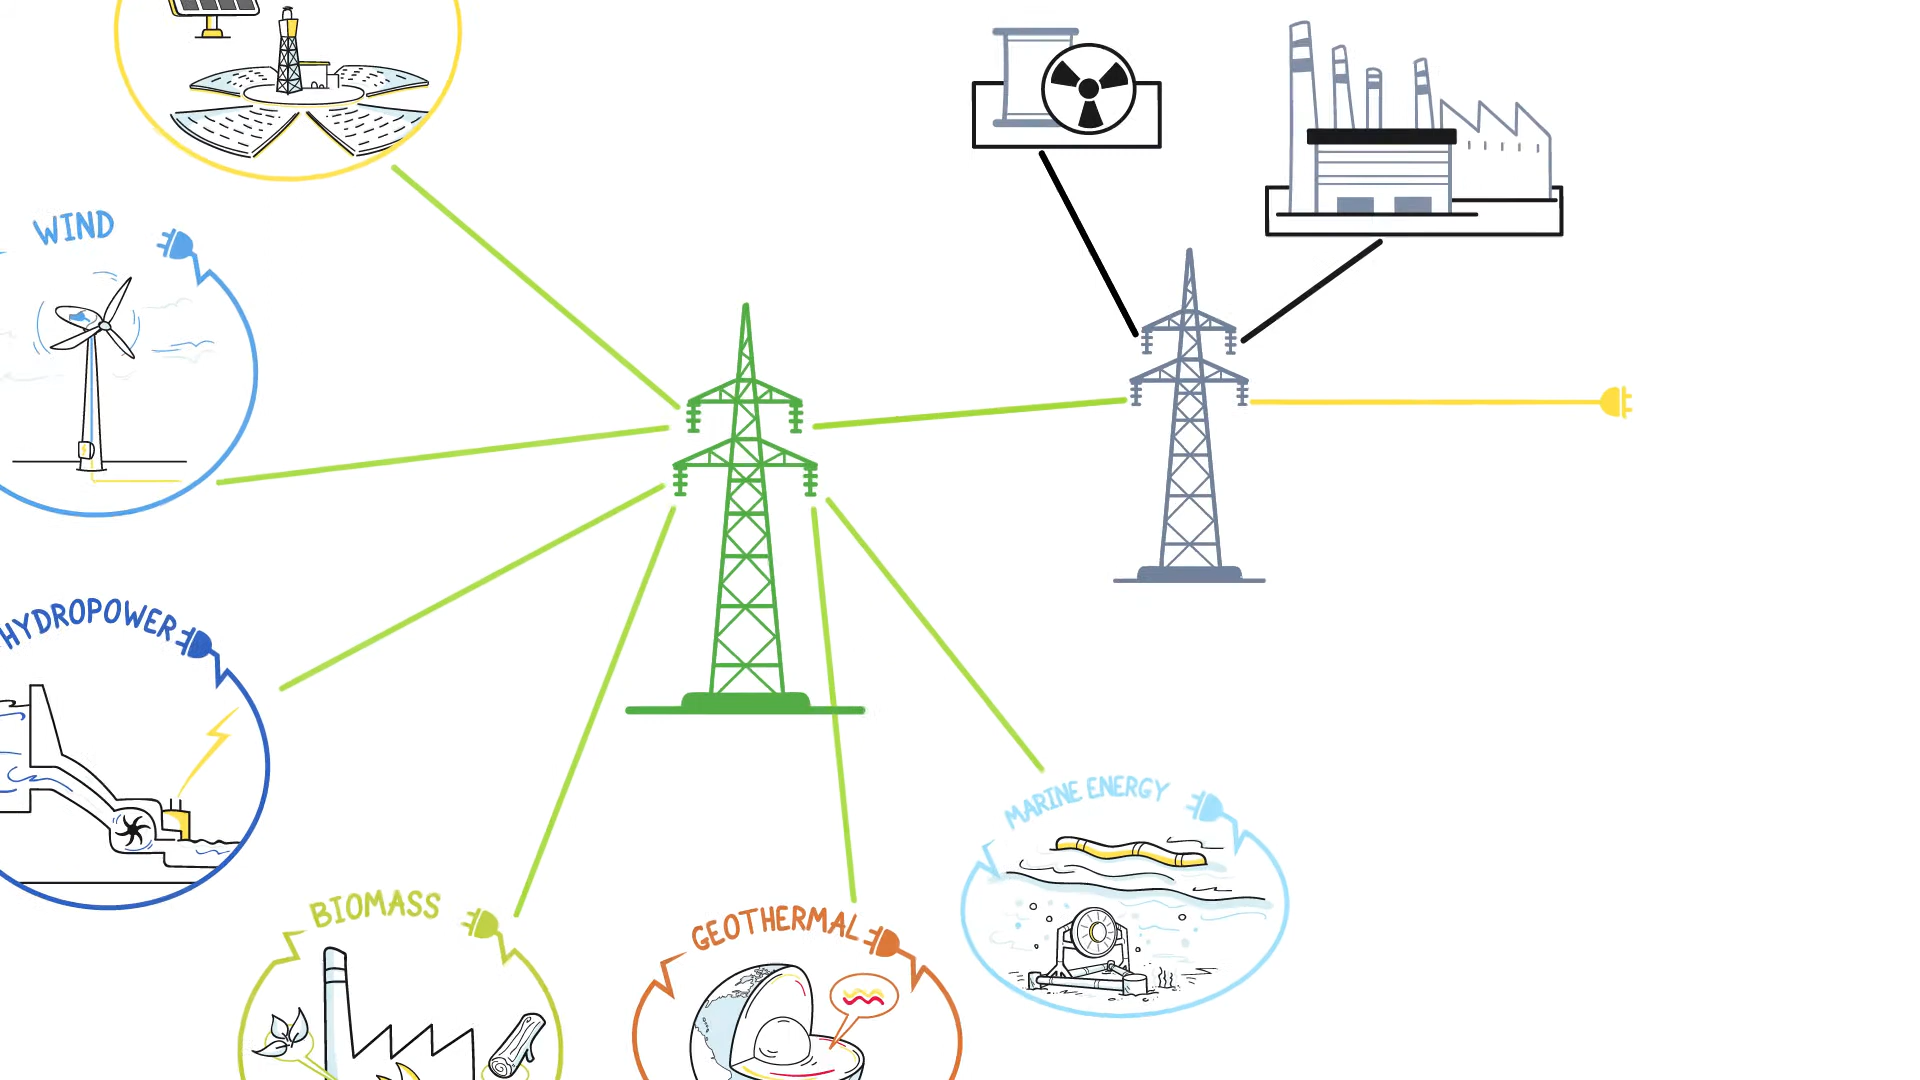 WIND
HYDROPOWER
BIOMASS
GEOTHERMAL
MARINE ENERGY